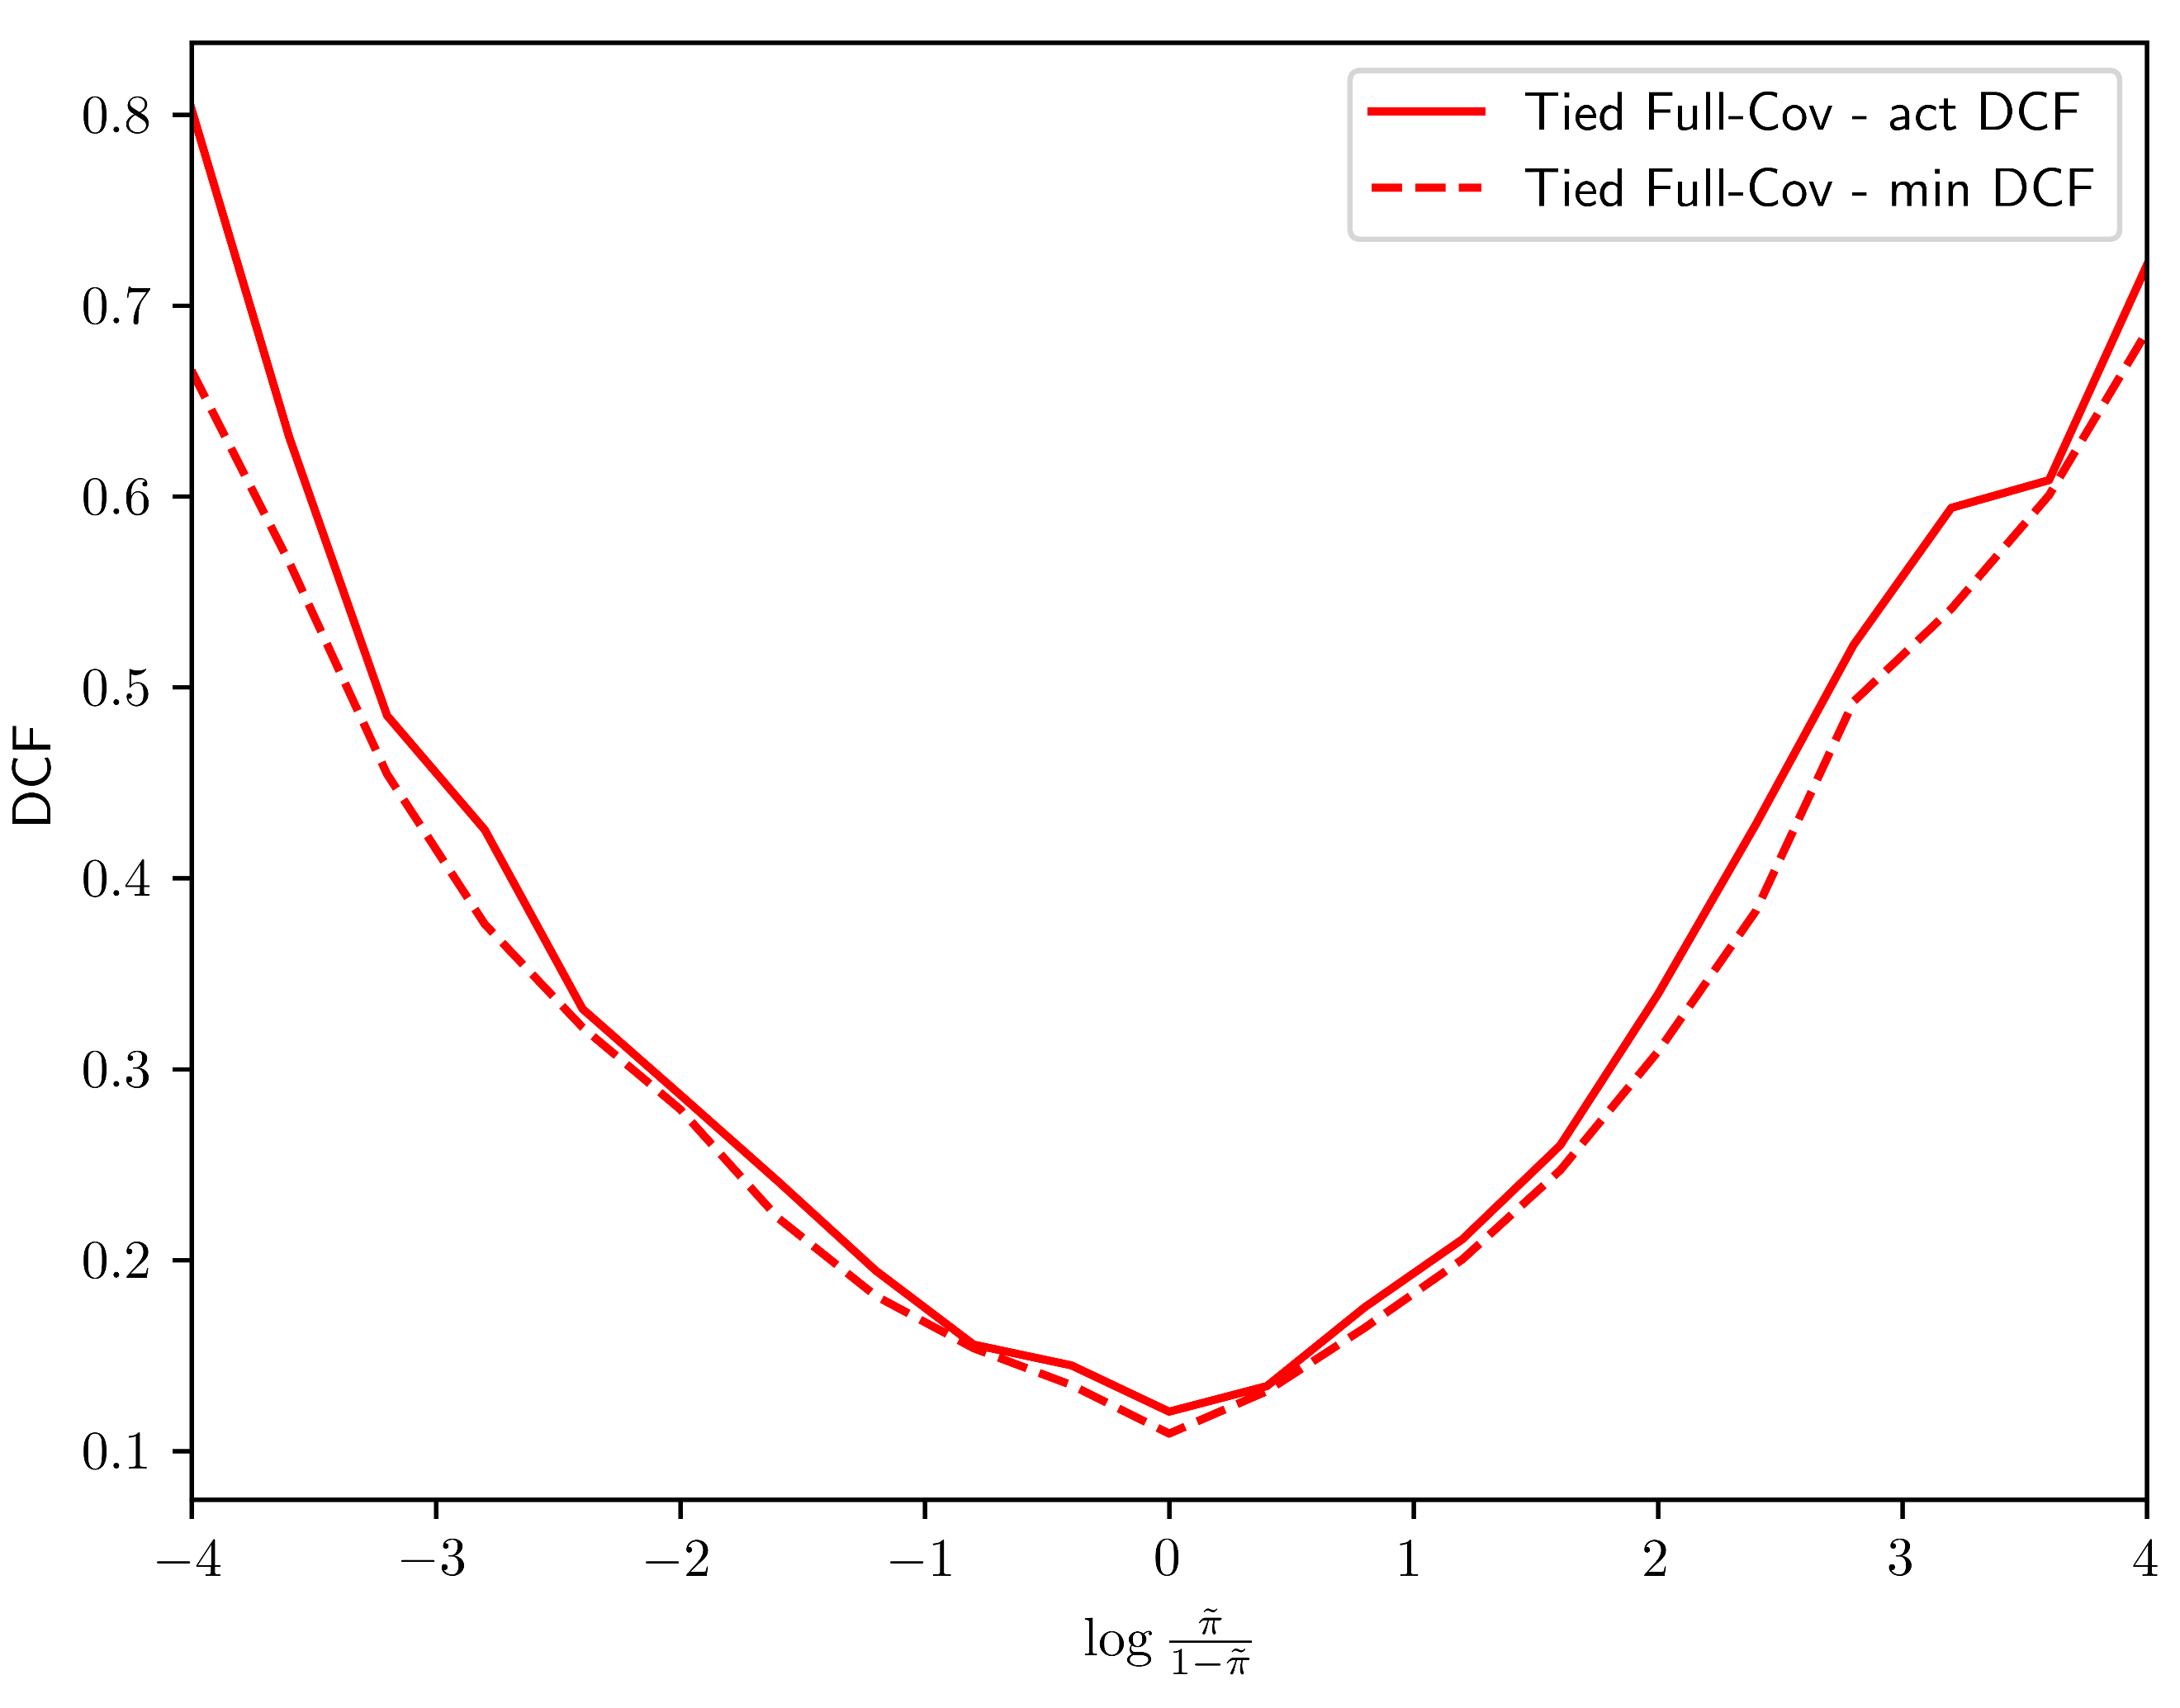 Tied Full-Cov - act DCF
Tied Full-Cov - min DCF
DCF
0.8
0.7
0.6
0.5
0.4
0.3
0.2
0.1
−4 −3 −2 −1 0 1 2 3 4
log π̃/1−π̃